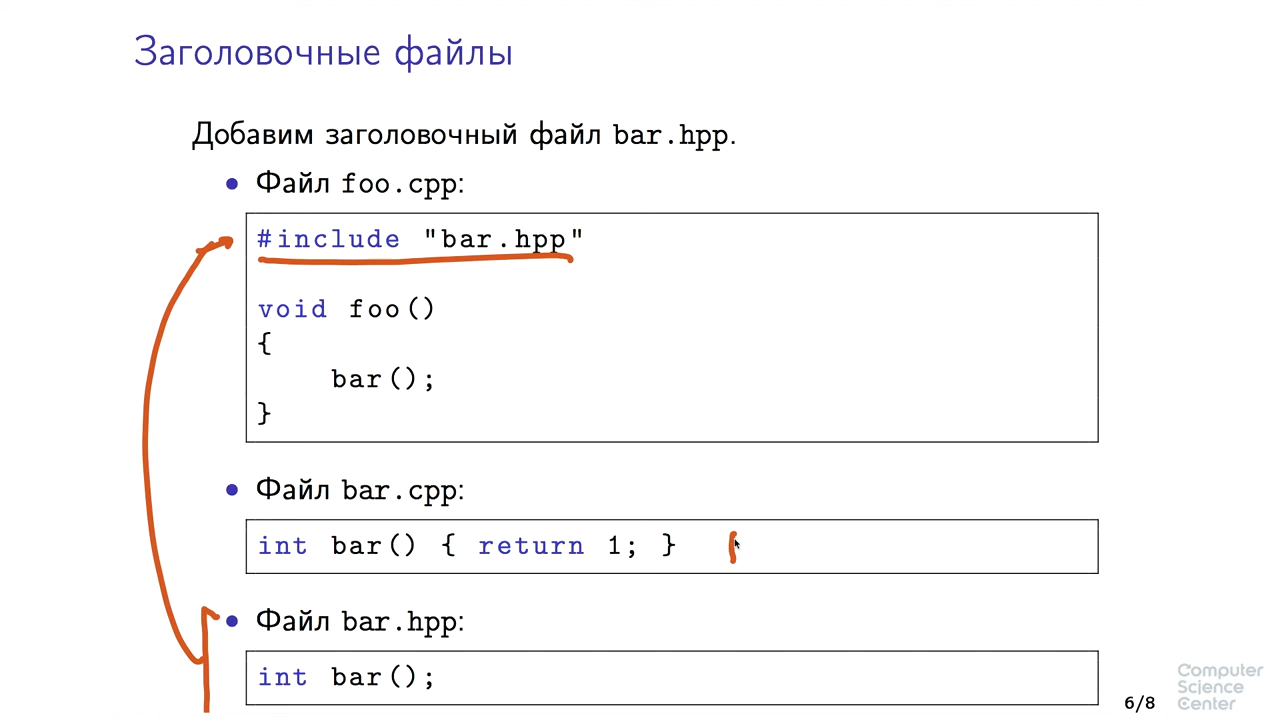 Заголовочные файлы
Добавим заголовочный файл bar.hpp.
• Файл foo.cpp:
#include "bar.hpp"
void foo()
{
    bar();
}
• Файл bar.cpp:
int bar() { return 1; }
• Файл bar.hpp:
int bar();
6/8
Computer
Science
Center